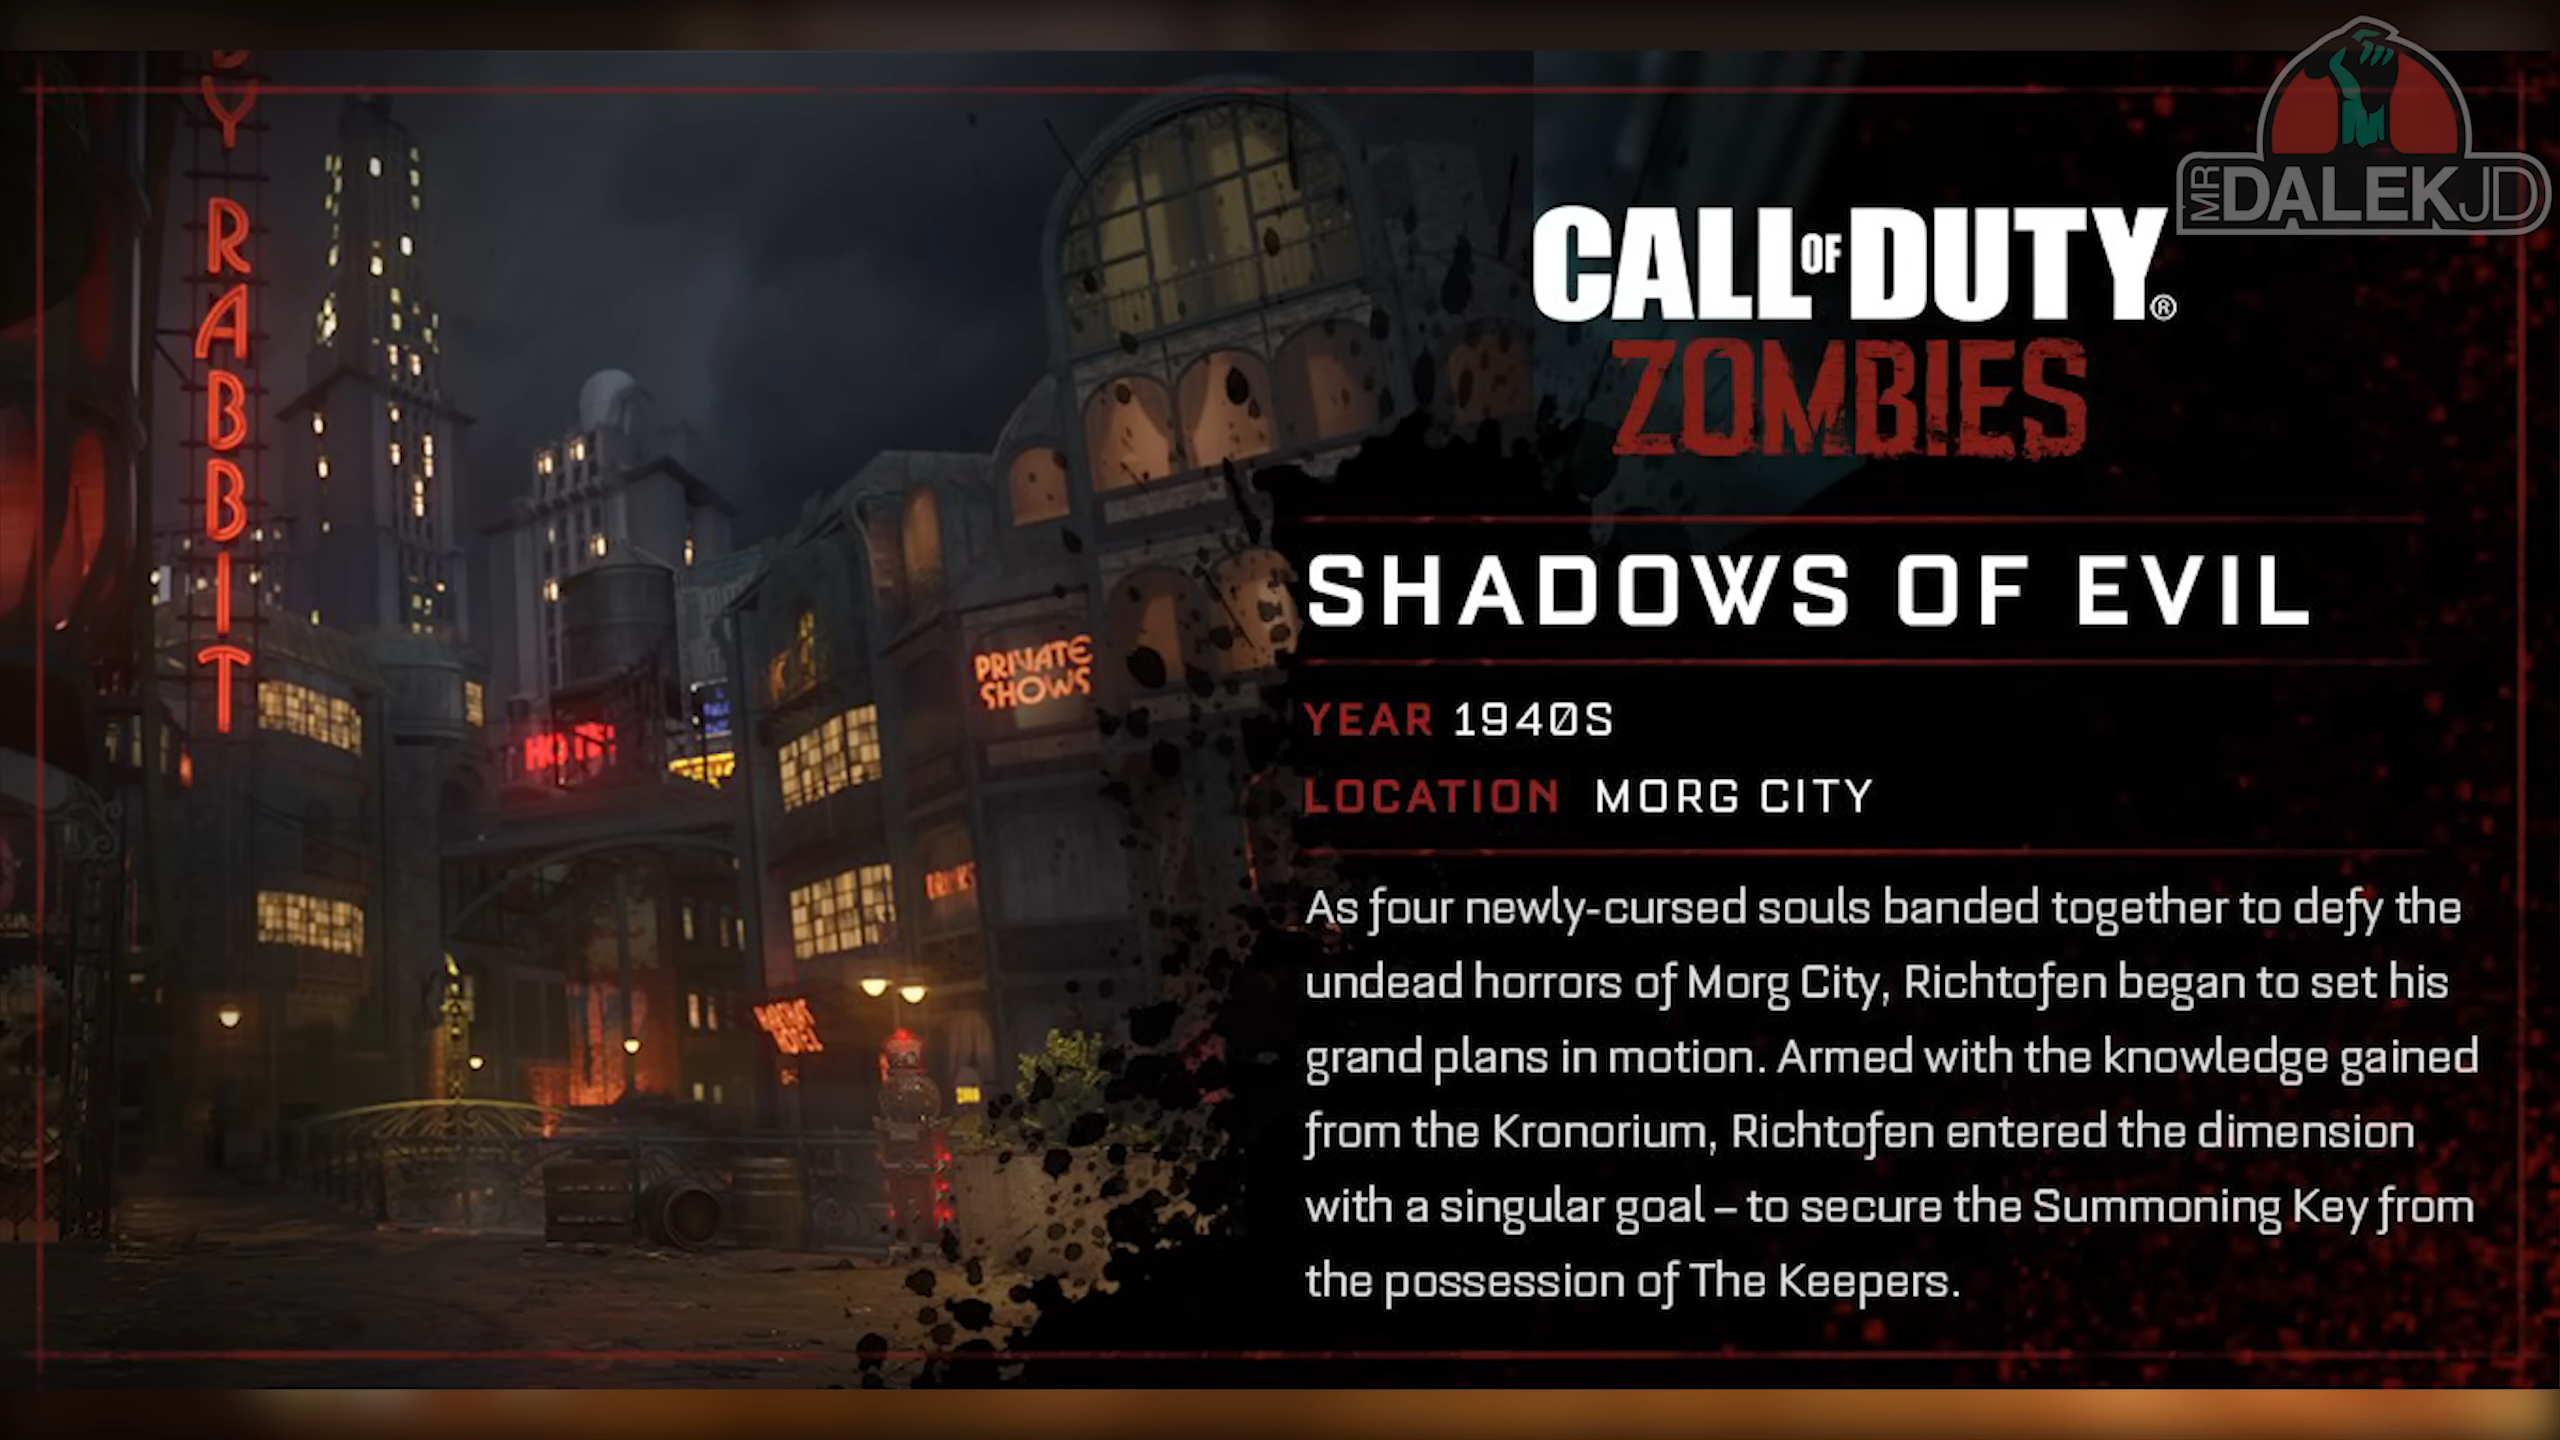 Y RABBIT
PRIVATE
SHOWS
MR DALEKJD
CALL OF DUTY®
ZOMBIES
SHADOWS OF EVIL
YEAR 1940S
LOCATION MORG CITY
As four newly-cursed souls banded together to defy the
undead horrors of Morg City, Richtofen began to set his
grand plans in motion. Armed with the knowledge gained
from the Kronorium, Richtofen entered the dimension
with a singular goal – to secure the Summoning Key from
the possession of The Keepers.